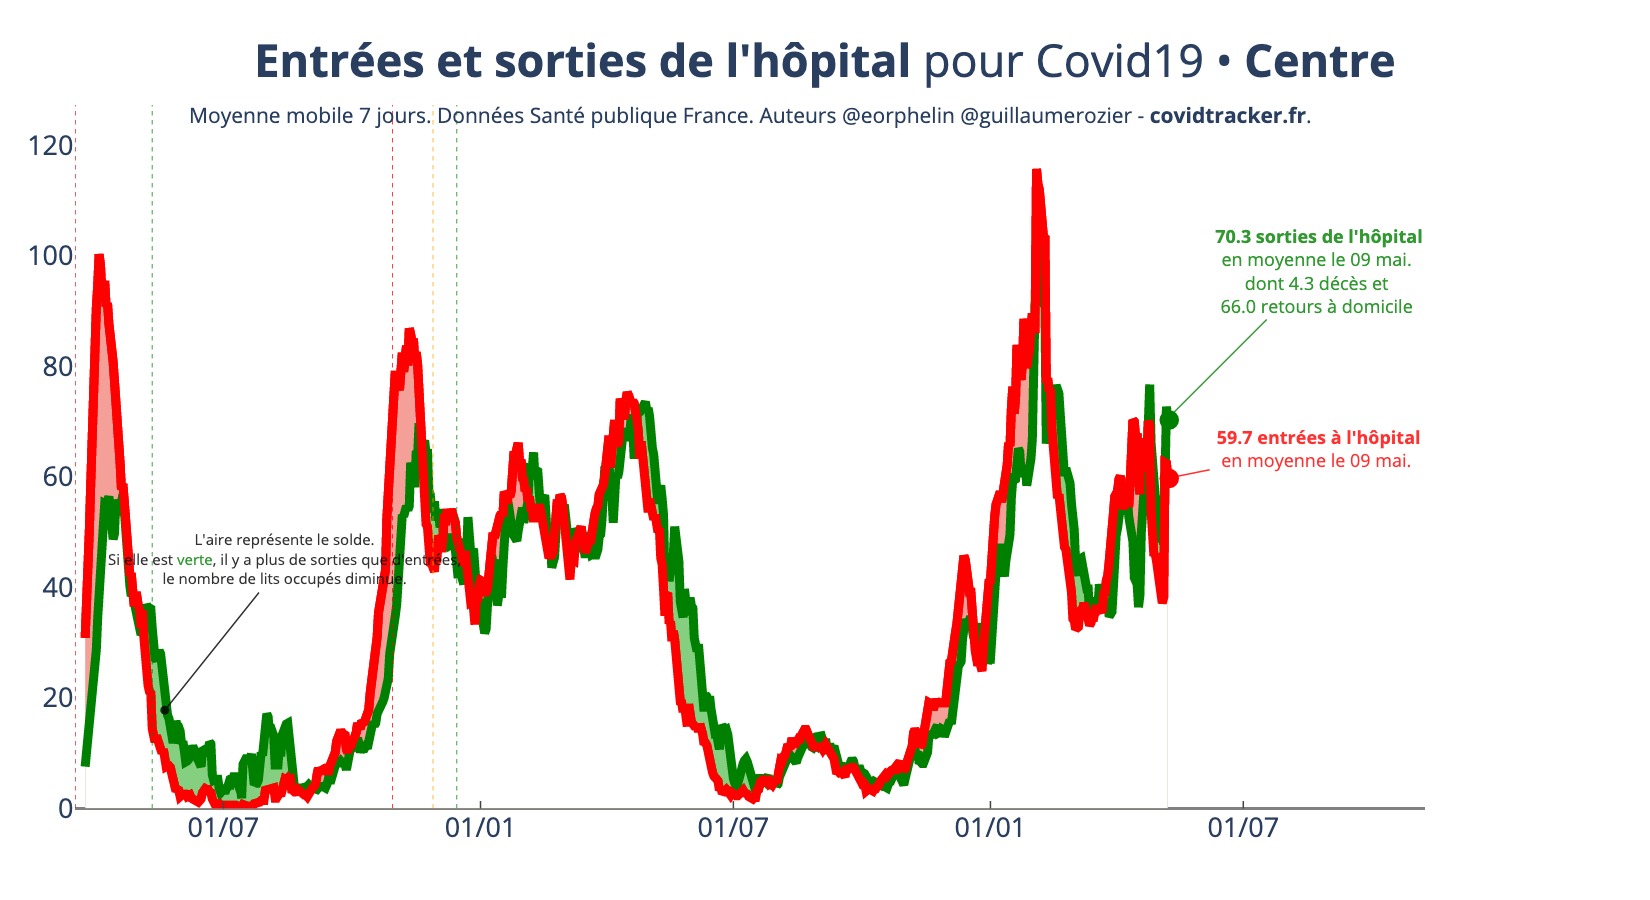 Entrées et sorties de l'hôpital pour Covid19 • Centre
Moyenne mobile 7 jours. Données Santé publique France. Auteurs @eorphelin @guillaumerozier - covidtracker.fr.
120
100
80
60
40
20
0
70.3 sorties de l'hôpital
en moyenne le 09 mai.
dont 4.3 décès et
66.0 retours à domicile
59.7 entrées à l'hôpital
en moyenne le 09 mai.
L'aire représente le solde.
Si elle est verte, il y a plus de sorties que d'entrées,
le nombre de lits occupés diminue.
01/07
01/01
01/07
01/01
01/07